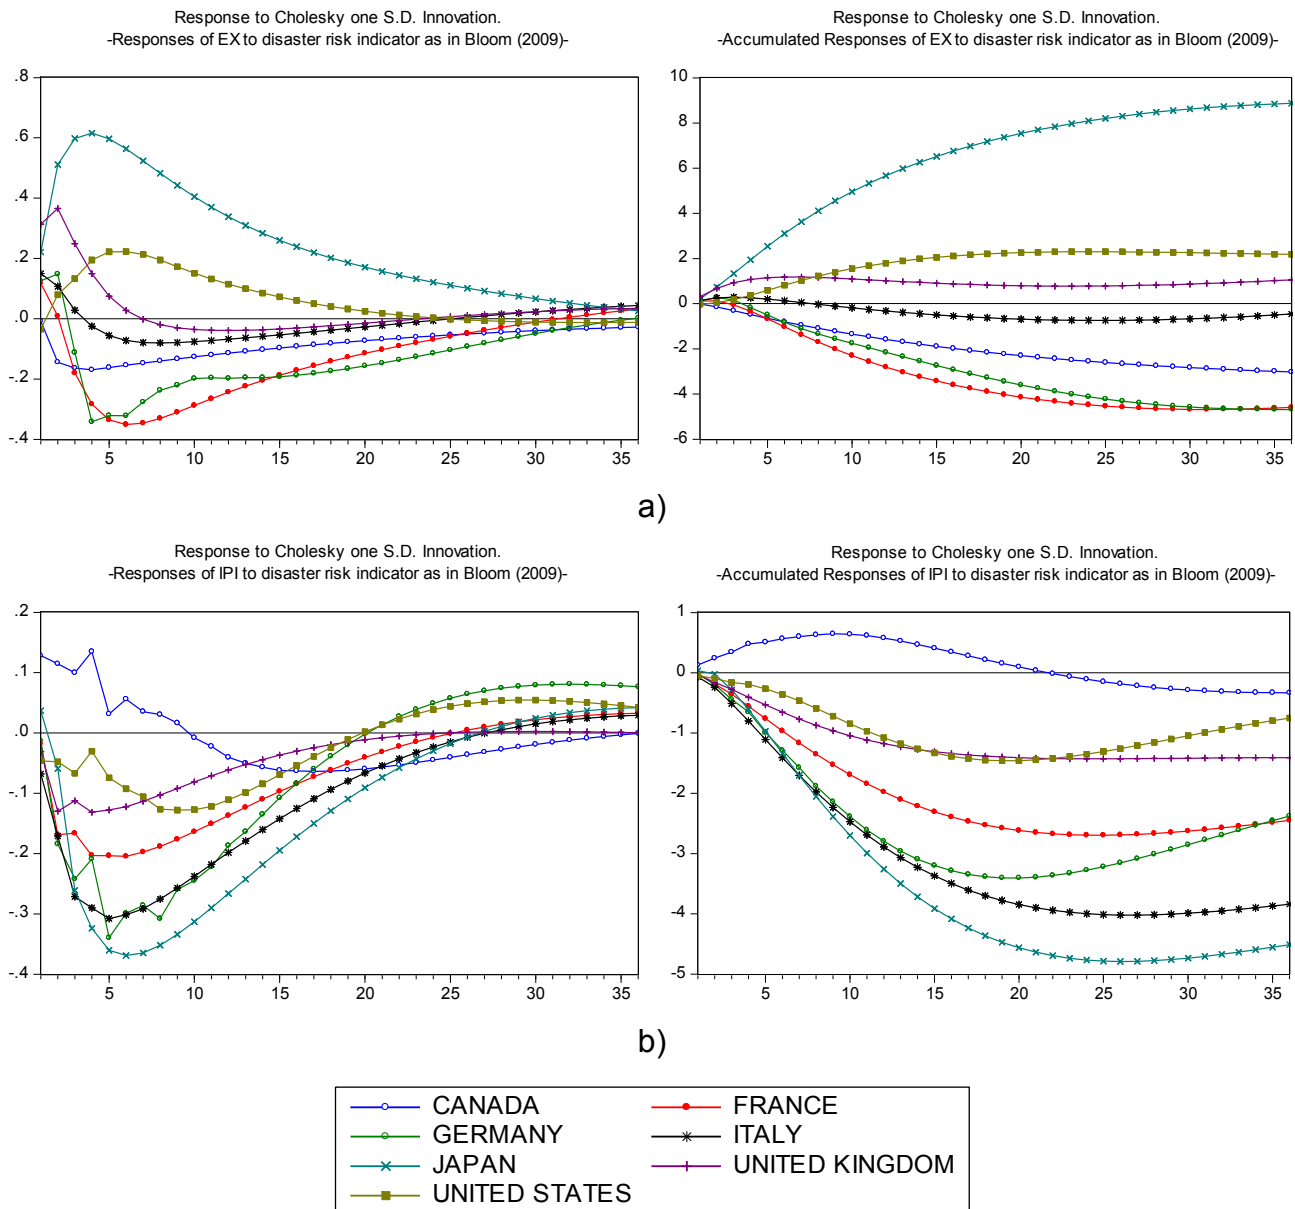 Response to Cholesky one S.D. Innovation.
-Responses of EX to disaster risk indicator as in Bloom (2009)-
.8
.6
.4
.2
.0
-.2
-.4
5 10 15 20 25 30 35
Response to Cholesky one S.D. Innovation.
-Accumulated Responses of EX to disaster risk indicator as in Bloom (2009)-
10
8
6
4
2
0
-2
-4
-6
5 10 15 20 25 30 35
a)
Response to Cholesky one S.D. Innovation.
-Responses of IPI to disaster risk indicator as in Bloom (2009)-
.2
.1
.0
-.1
-.2
-.3
-.4
5 10 15 20 25 30 35
Response to Cholesky one S.D. Innovation.
-Accumulated Responses of IPI to disaster risk indicator as in Bloom (2009)-
1
0
-1
-2
-3
-4
-5
5 10 15 20 25 30 35
b)
CANADA FRANCE
GERMANY ITALY
JAPAN UNITED KINGDOM
UNITED STATES